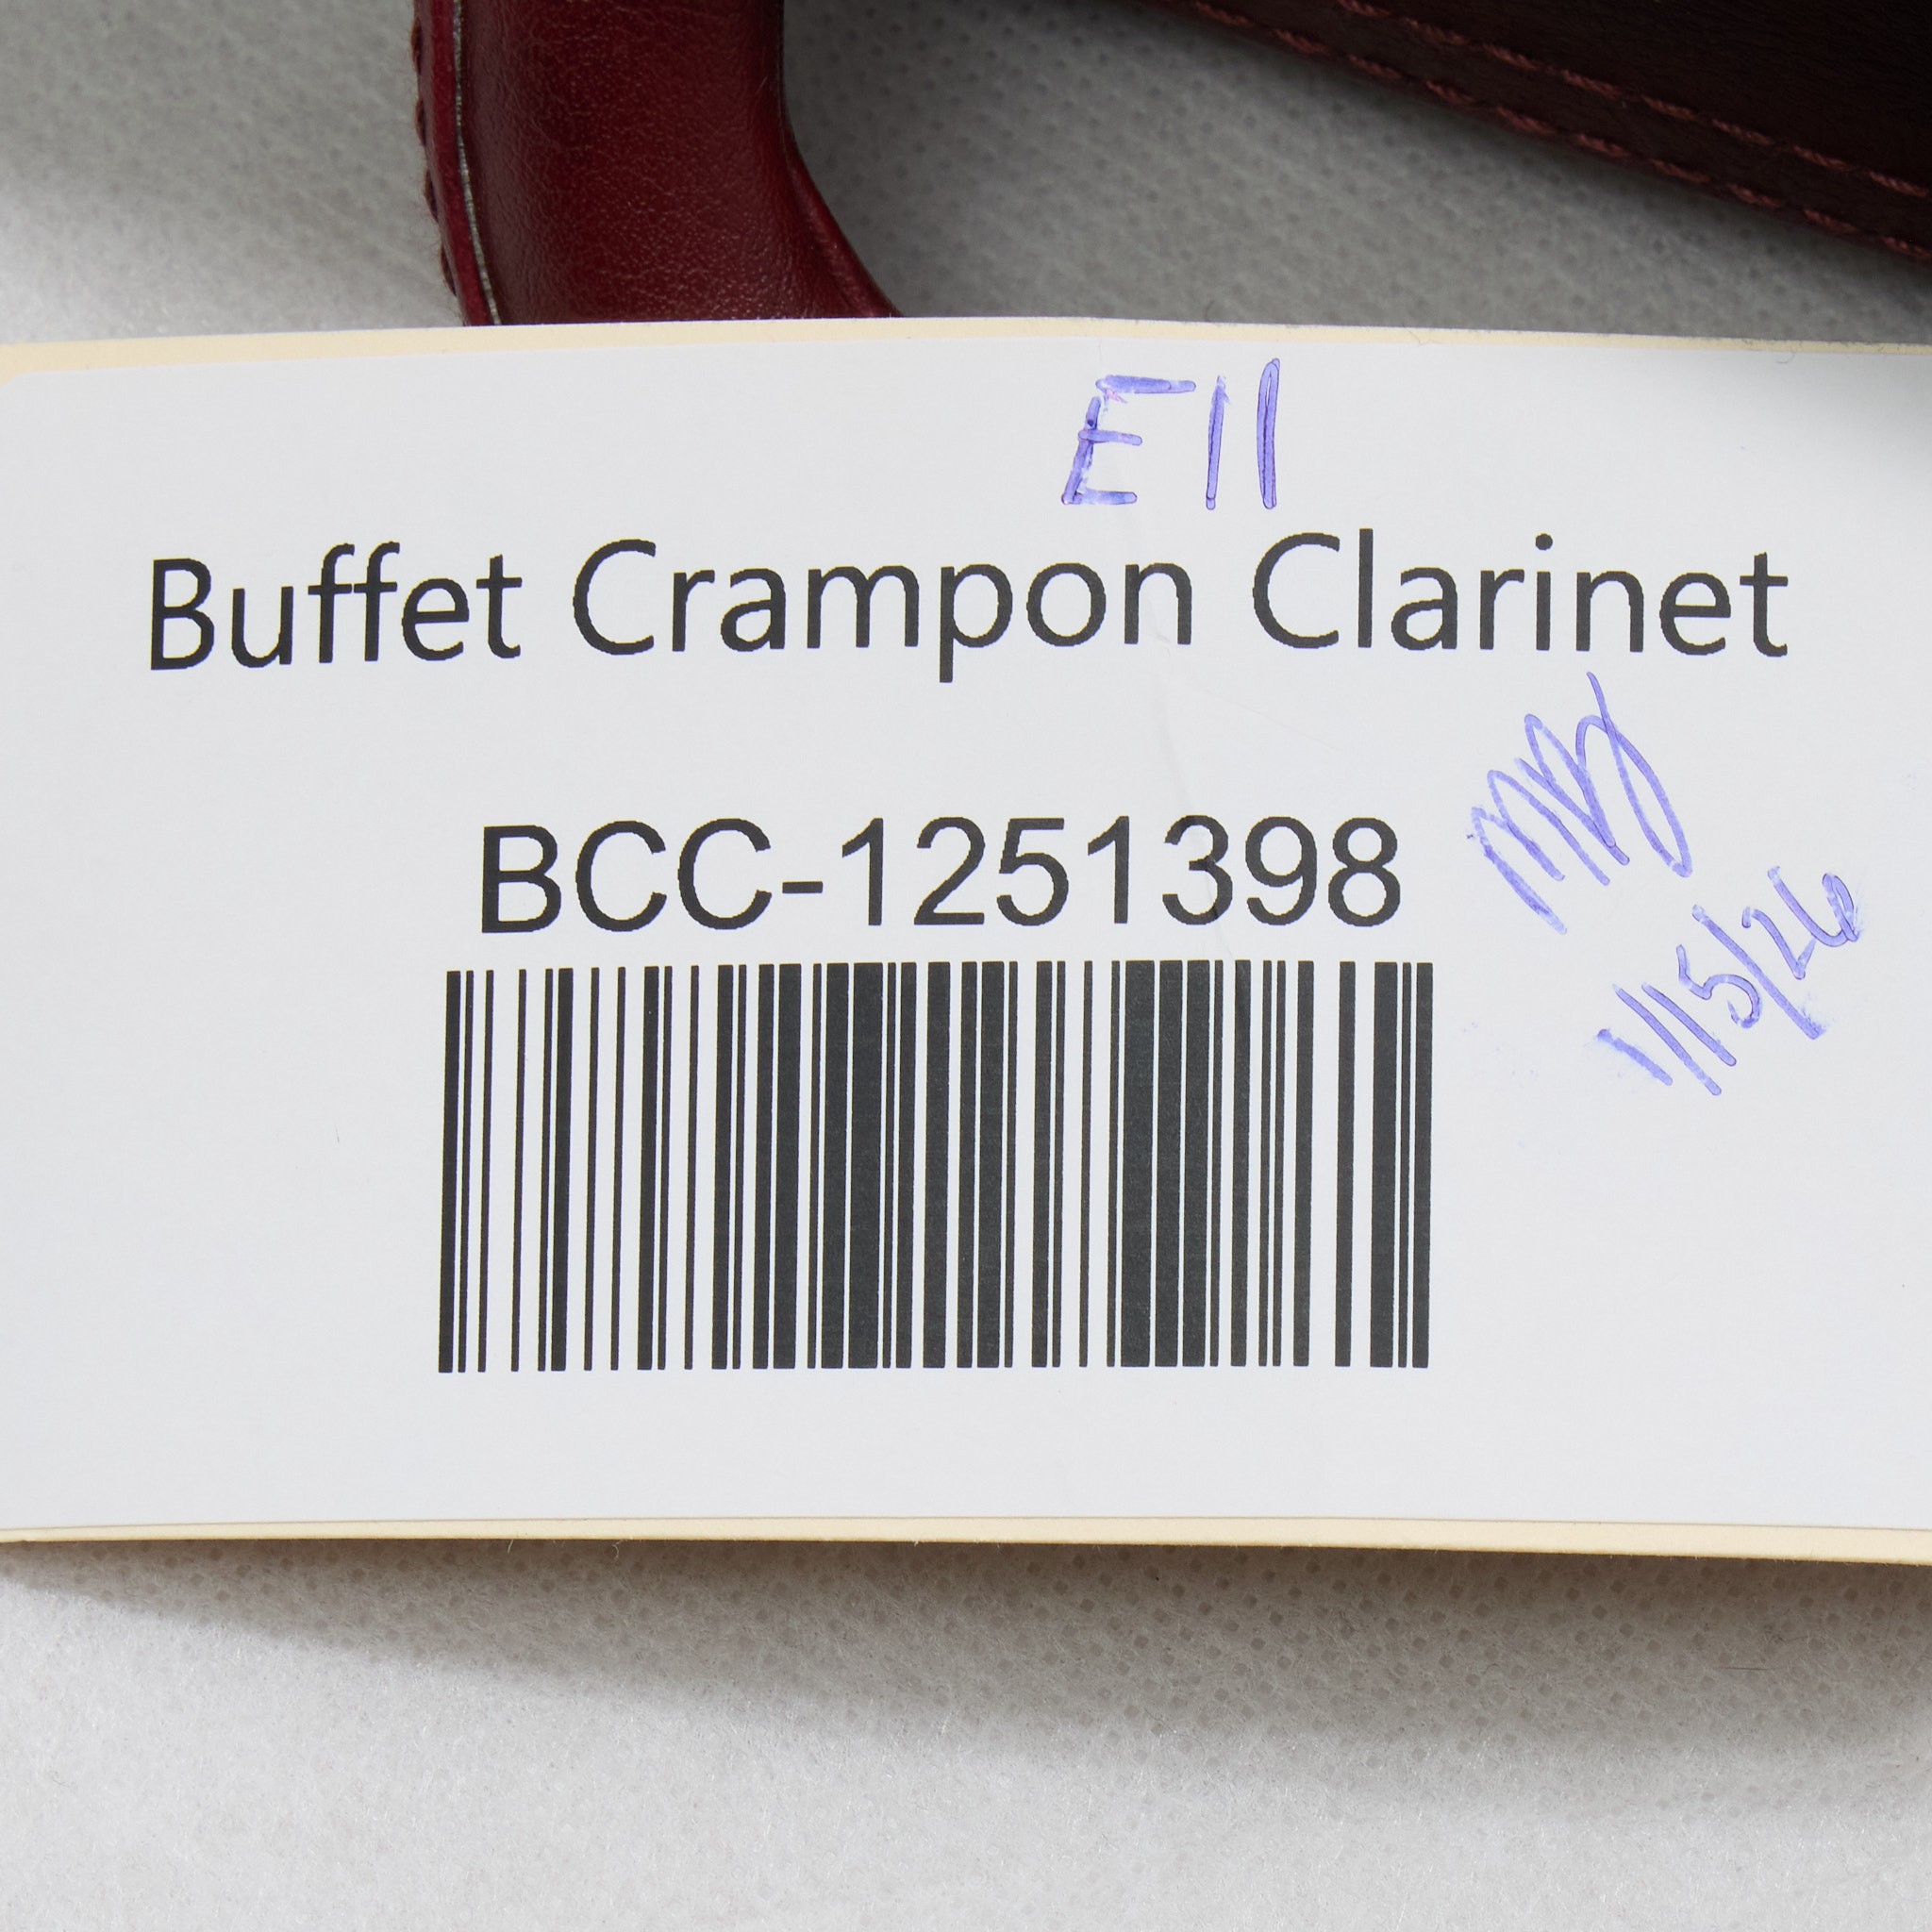 E11
Buffet Crampon Clarinet
BCC-1251398
1/15/26